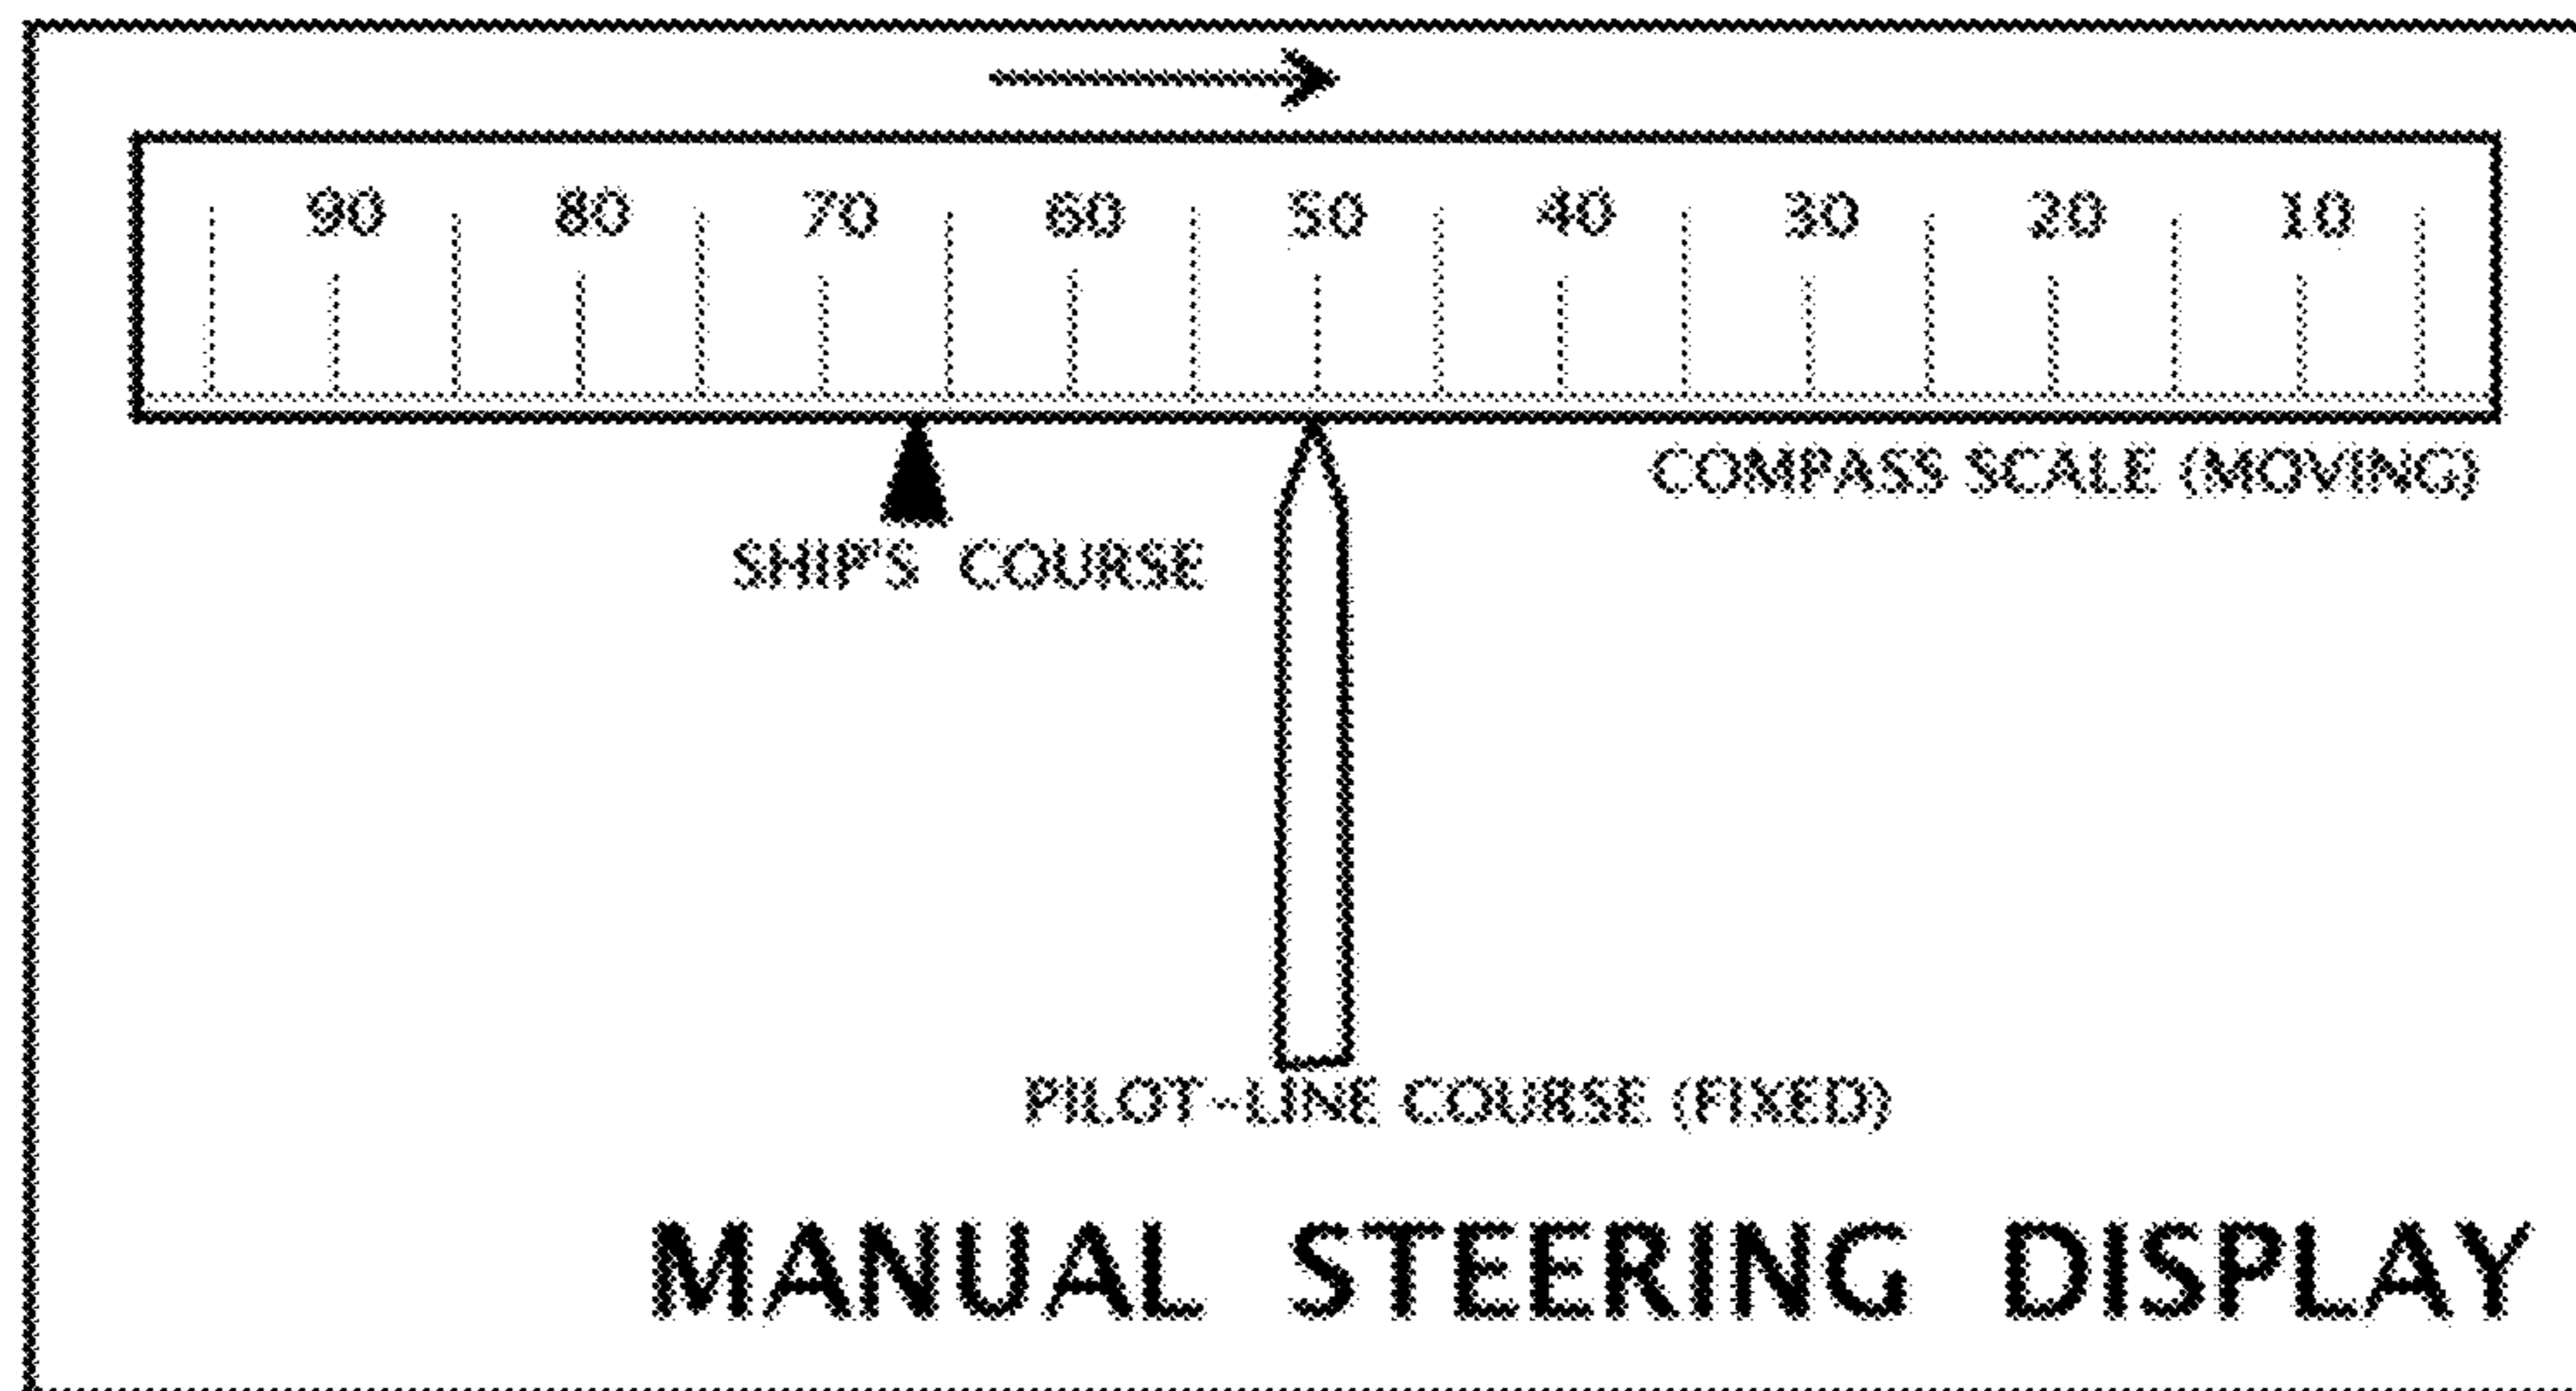 90 80 70 60 50 40 30 20 10
COMPASS SCALE (MOVING)
SHIP'S COURSE
PILOT-LINE COURSE (FIXED)
MANUAL STEERING DISPLAY